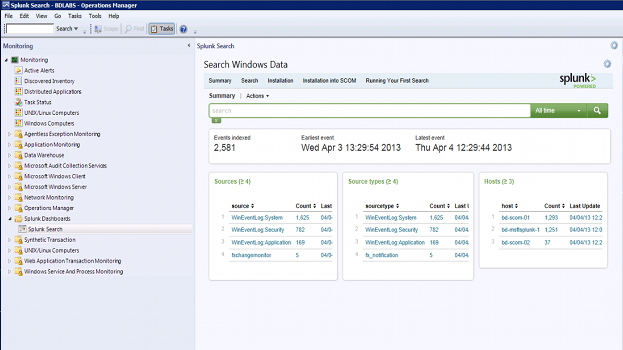 Splunk Search - BDLABS - Operations Manager
File Edit View Go Tasks Tools Help
Search Scope Find Tasks
Monitoring
Monitoring
Active Alerts
Discovered Inventory
Distributed Applications
Task Status
UNIX/Linux Computers
Windows Computers
Agentless Exception Monitoring
Application Monitoring
Data Warehouse
Microsoft Audit Collection Services
Microsoft Windows Client
Microsoft Windows Server
Network Monitoring
Operations Manager
Splunk Dashboards
Splunk Search
Synthetic Transaction
UNIX/Linux Computers
Web Application Transaction Monitoring
Windows Service And Process Monitoring
Splunk Search
Search Windows Data
Summary Search Installation Installation into SCOM Running Your First Search
splunk>
POWERED
Summary Actions
search All time
Events indexed Earliest event Latest event
2,581 Wed Apr 3 13:29:54 2013 Thu Apr 4 12:29:44 2013
Sources (≥ 4)
source Count Last
1 WinEventLog:System 1,625 04/0
2 WinEventLog:Security 782 04/0
3 WinEventLog:Application 169 04/0
4 fschangemonitor 5 04/0
Source types (≥ 4)
sourcetype Count Last
1 WinEventLog:System 1,625 04/04
2 WinEventLog:Security 782 04/04
3 WinEventLog:Application 169 04/04
4 fs_notification 5 04/04
Hosts (≥ 3)
host Count Last Update
1 bd-scom-01 1,293 04/04/13 12:2
2 bd-msftsplunk-1 1,251 04/04/13 12:0
3 bd-scom-02 37 04/04/13 12:2